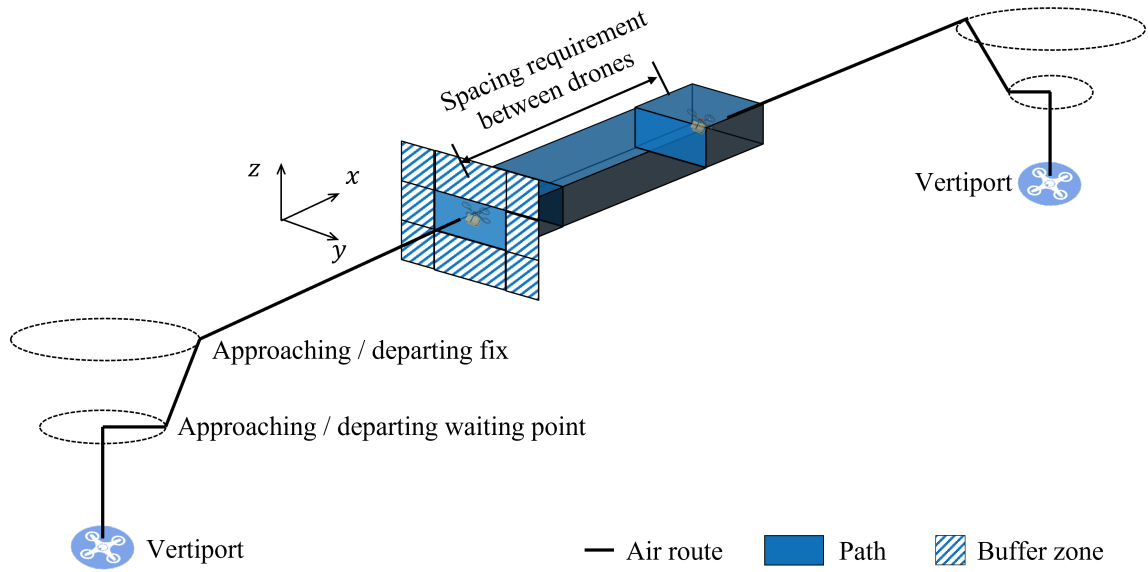 Spacing requirement
between drones
z
x
y
Vertiport
Approaching / departing fix
Approaching / departing waiting point
Vertiport
Air route
Path
Buffer zone